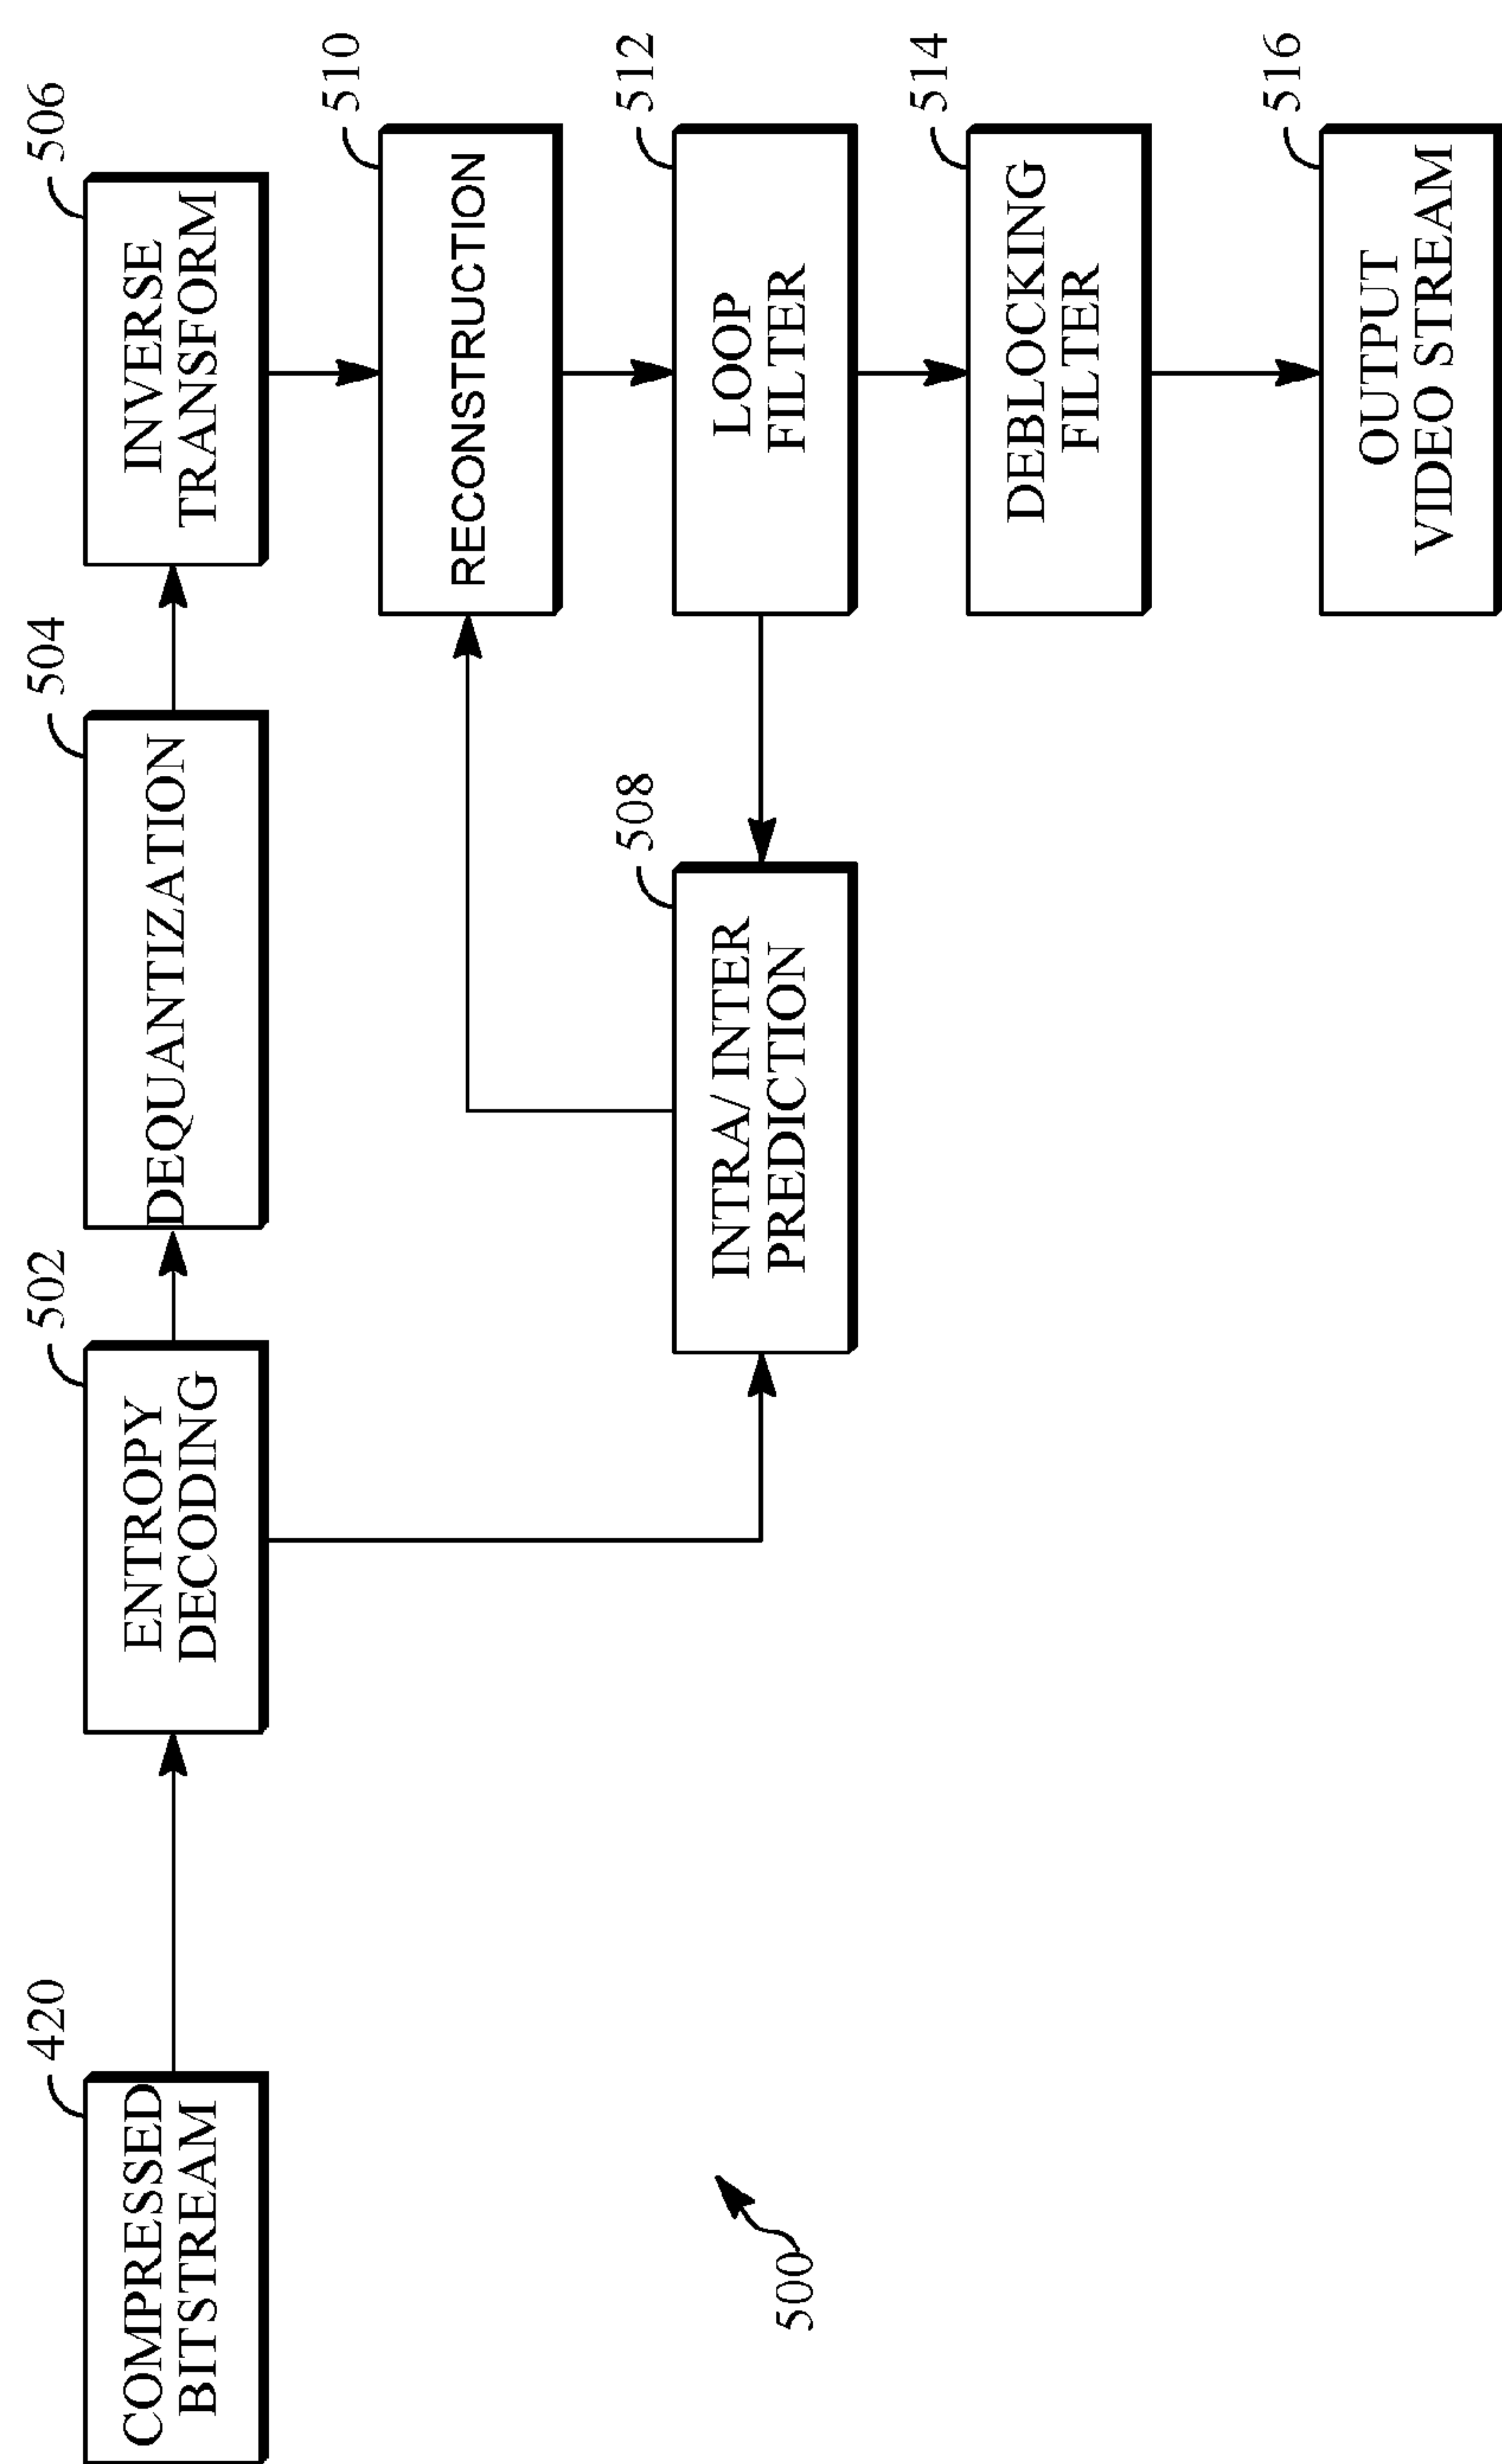 420
COMPRESSED
BITSTREAM
502
ENTROPY
DECODING
504
DEQUANTIZATION
506
INVERSE
TRANSFORM
510
RECONSTRUCTION
508
INTRA/ INTER
PREDICTION
512
LOOP
FILTER
514
DEBLOCKING
FILTER
516
OUTPUT
VIDEO STREAM
500